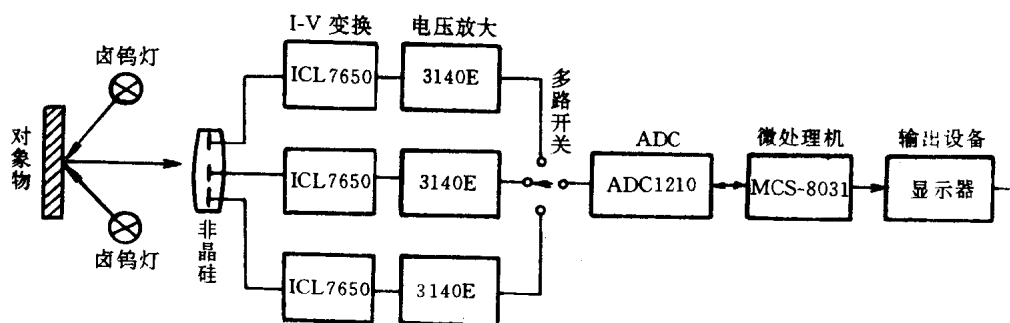 I-V 变换
电压放大
卤钨灯
ICL7650
3140E
多路开关
对象物
ADC
微处理机
输出设备
ICL7650
3140E
ADC1210
MCS-8031
显示器
卤钨灯
非晶硅
ICL7650
3140E